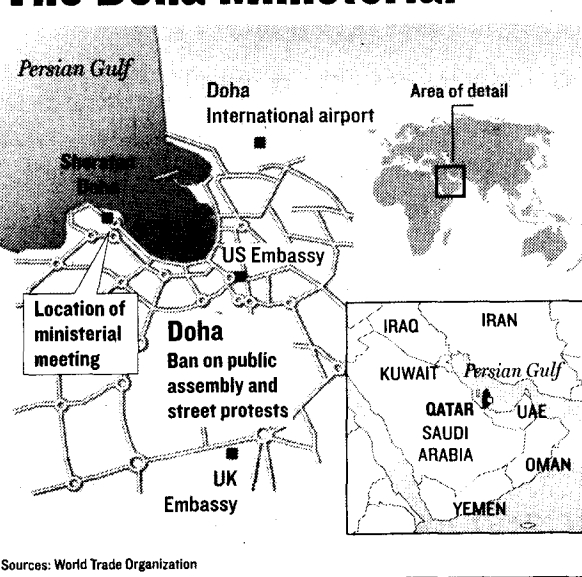 The Doha Ministerial
Persian Gulf
Doha
International airport
Area of detail
Sheraton
Doha
US Embassy
Location of
ministerial
meeting
Doha
Ban on public
assembly and
street protests
UK
Embassy
IRAQ
IRAN
KUWAIT
Persian Gulf
QATAR
UAE
SAUDI
ARABIA
OMAN
YEMEN
Sources: World Trade Organization